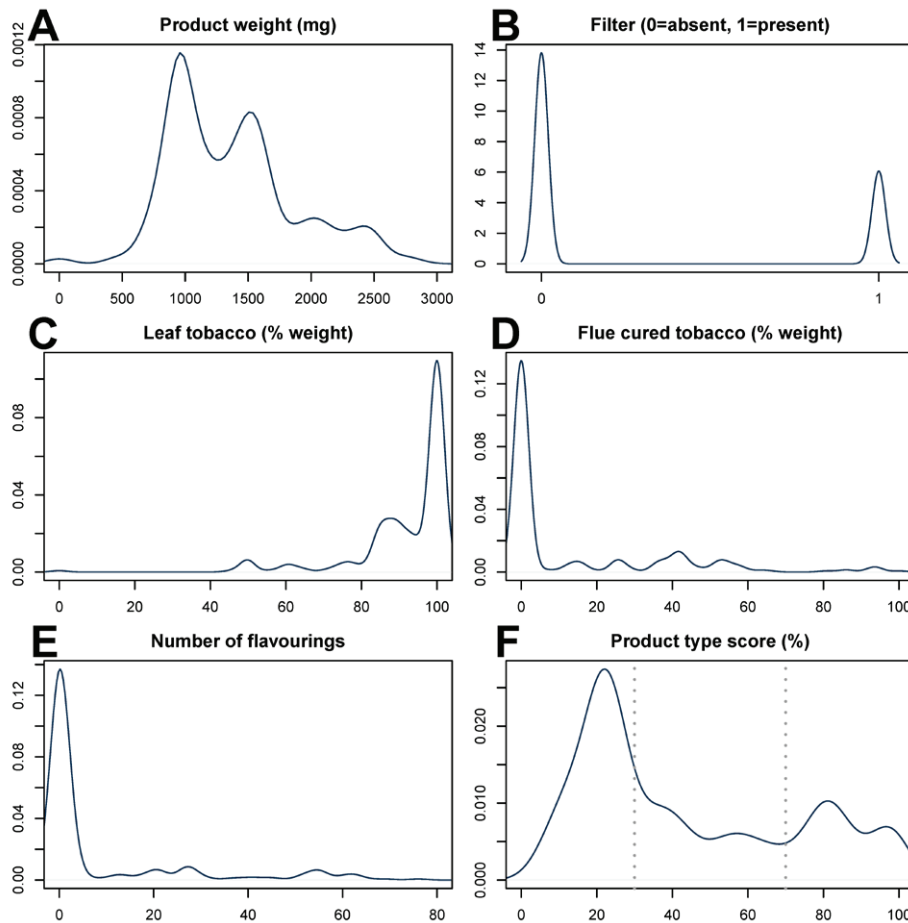 A Product weight (mg)
0.0000 0.0004 0.0008 0.0012
0 500 1000 1500 2000 2500 3000
B Filter (0=absent, 1=present)
0 2 4 6 8 10 12 14
0 1
C Leaf tobacco (% weight)
0.00 0.04 0.08
0 20 40 60 80 100
D Flue cured tobacco (% weight)
0.00 0.04 0.08 0.12
0 20 40 60 80 100
E Number of flavourings
0.00 0.04 0.08 0.12
0 20 40 60 80
F Product type score (%)
0.000 0.010 0.020
0 20 40 60 80 100